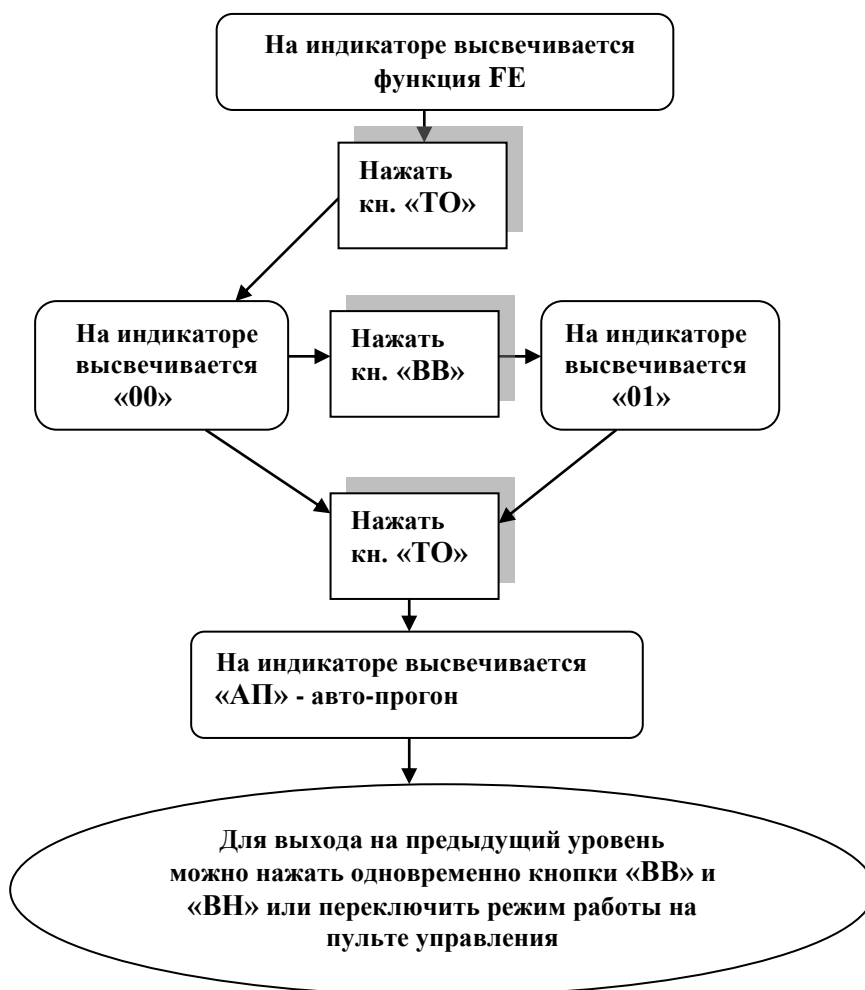 На индикаторе высвечивается
функция FE
Нажать
кн. «ТО»
На индикаторе
высвечивается
«00»
Нажать
кн. «ВВ»
На индикаторе
высвечивается
«01»
Нажать
кн. «ТО»
На индикаторе высвечивается
«АП» - авто-прогон
Для выхода на предыдущий уровень
можно нажать одновременно кнопки «ВВ» и
«ВН» или переключить режим работы на
пульте управления